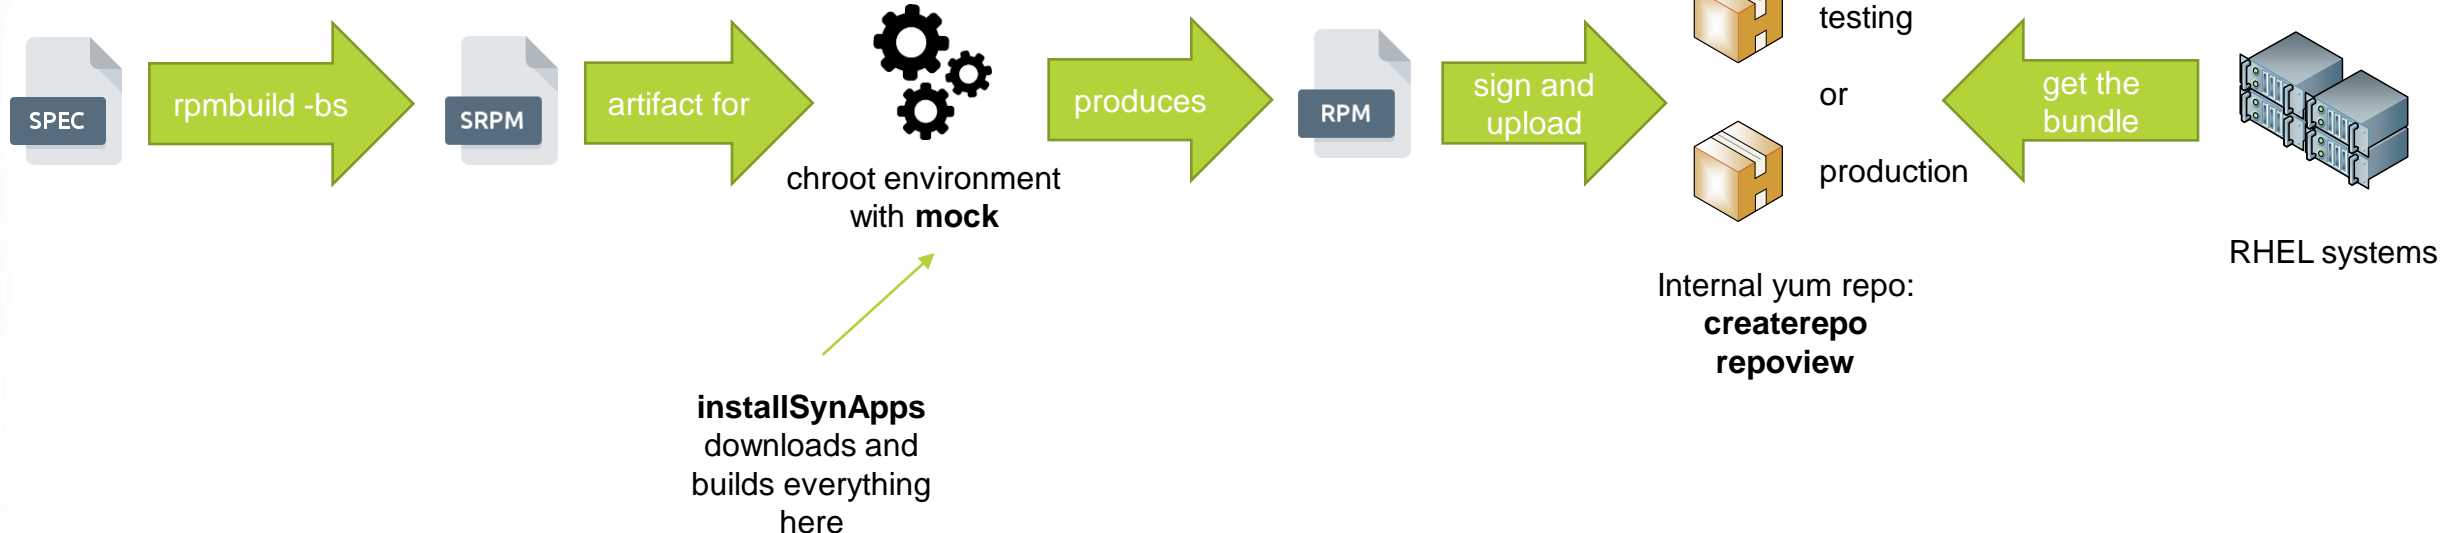 SPEC
rpmbuild -bs
SRPM
artifact for
chroot environment
with mock
produces
RPM
sign and
upload
testing
or
production
get the
bundle
RHEL systems
Internal yum repo:
createrepo
repoview
installSynApps
downloads and
builds everything
here